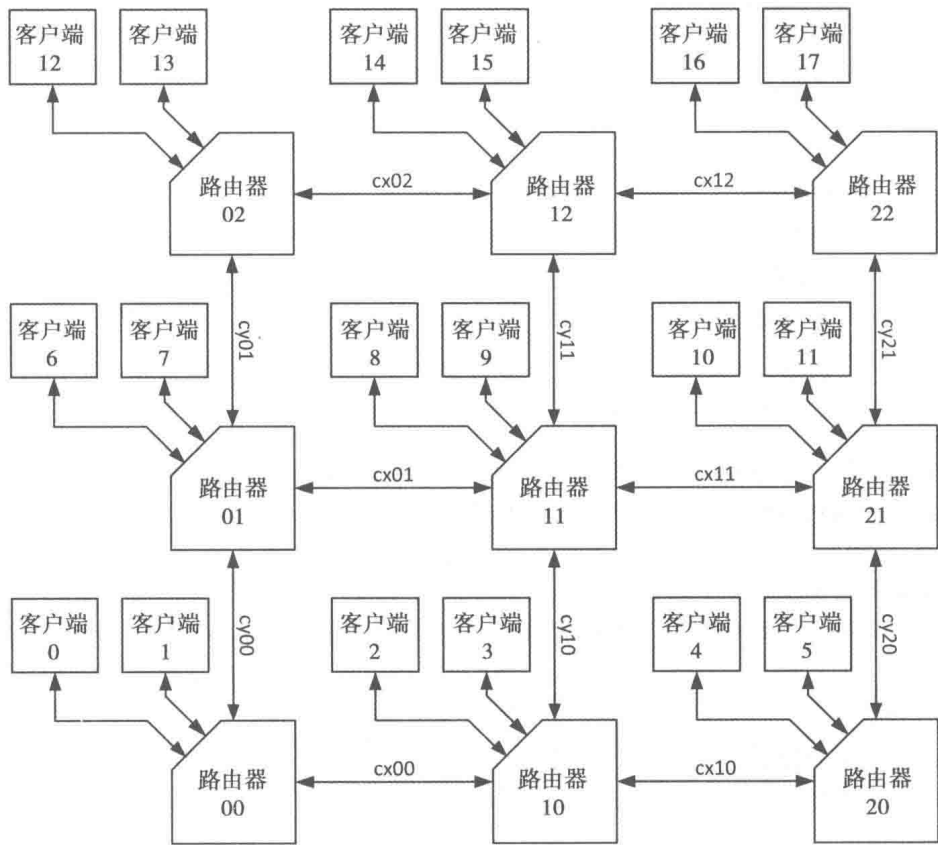 客户端
12
客户端
13
客户端
14
客户端
15
客户端
16
客户端
17
路由器
02
cx02
路由器
12
cx12
路由器
22
cy01
cy11
cy21
客户端
6
客户端
7
客户端
8
客户端
9
客户端
10
客户端
11
路由器
01
cx01
路由器
11
cx11
路由器
21
cy00
cy10
cy20
客户端
0
客户端
1
客户端
2
客户端
3
客户端
4
客户端
5
路由器
00
cx00
路由器
10
cx10
路由器
20